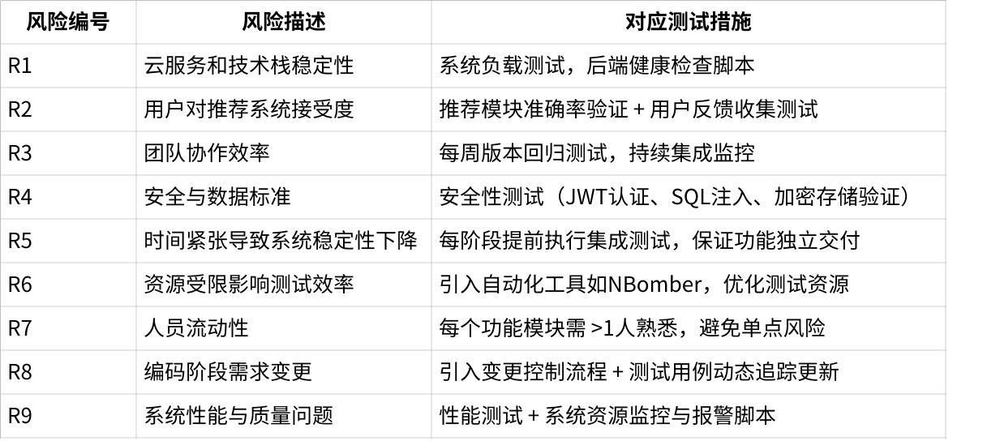 风险编号 风险描述 对应测试措施
R1 云服务和技术栈稳定性 系统负载测试，后端健康检查脚本
R2 用户对推荐系统接受度 推荐模块准确率验证 + 用户反馈收集测试
R3 团队协作效率 每周版本回归测试，持续集成监控
R4 安全与数据标准 安全性测试（JWT认证、SQL注入、加密存储验证）
R5 时间紧张导致系统稳定性下降 每阶段提前执行集成测试，保证功能独立交付
R6 资源受限影响测试效率 引入自动化工具如NBomber，优化测试资源
R7 人员流动性 每个功能模块需 >1人熟悉，避免单点风险
R8 编码阶段需求变更 引入变更控制流程 + 测试用例动态追踪更新
R9 系统性能与质量问题 性能测试 + 系统资源监控与报警脚本